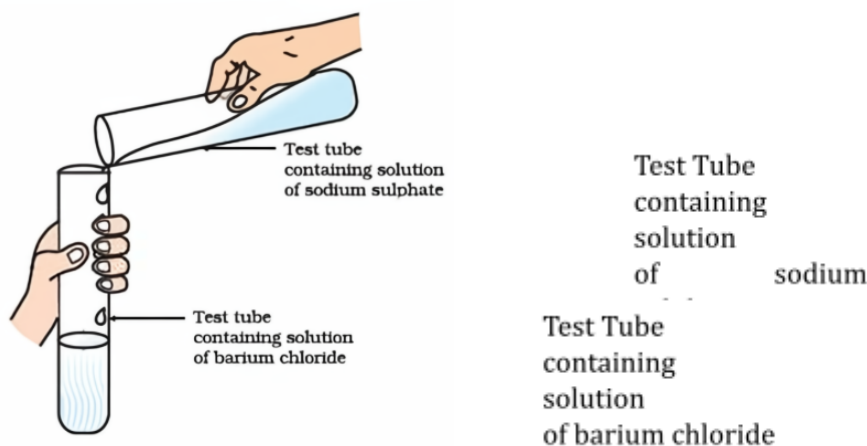 Test tube
containing solution
of sodium sulphate
Test tube
containing solution
of barium chloride
Test Tube
containing
solution
of sodium
Test Tube
containing
solution
of barium chloride